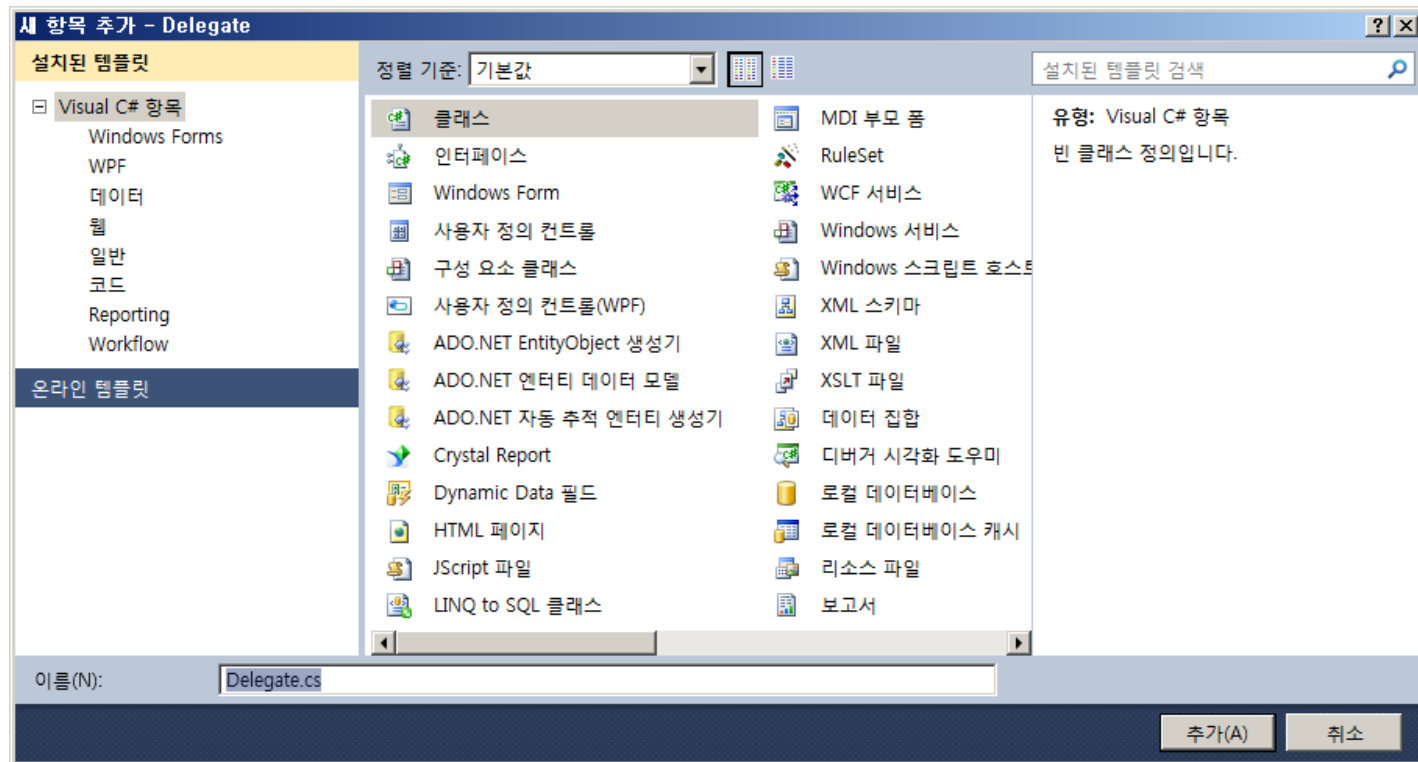 새 항목 추가 - Delegate
설치된 템플릿
정렬 기준: 기본값
설치된 템플릿 검색
Visual C# 항목
Windows Forms
WPF
데이터
웹
일반
코드
Reporting
Workflow
온라인 템플릿
클래스
인터페이스
Windows Form
사용자 정의 컨트롤
구성 요소 클래스
사용자 정의 컨트롤(WPF)
ADO.NET EntityObject 생성기
ADO.NET 엔터티 데이터 모델
ADO.NET 자동 추적 엔터티 생성기
Crystal Report
Dynamic Data 필드
HTML 페이지
JScript 파일
LINQ to SQL 클래스
MDI 부모 폼
RuleSet
WCF 서비스
Windows 서비스
Windows 스크립트 호스트
XML 스키마
XML 파일
XSLT 파일
데이터 집합
디버거 시각화 도우미
로컬 데이터베이스
로컬 데이터베이스 캐시
리소스 파일
보고서
유형: Visual C# 항목
빈 클래스 정의입니다.
이름(N): Delegate.cs
추가(A) 취소